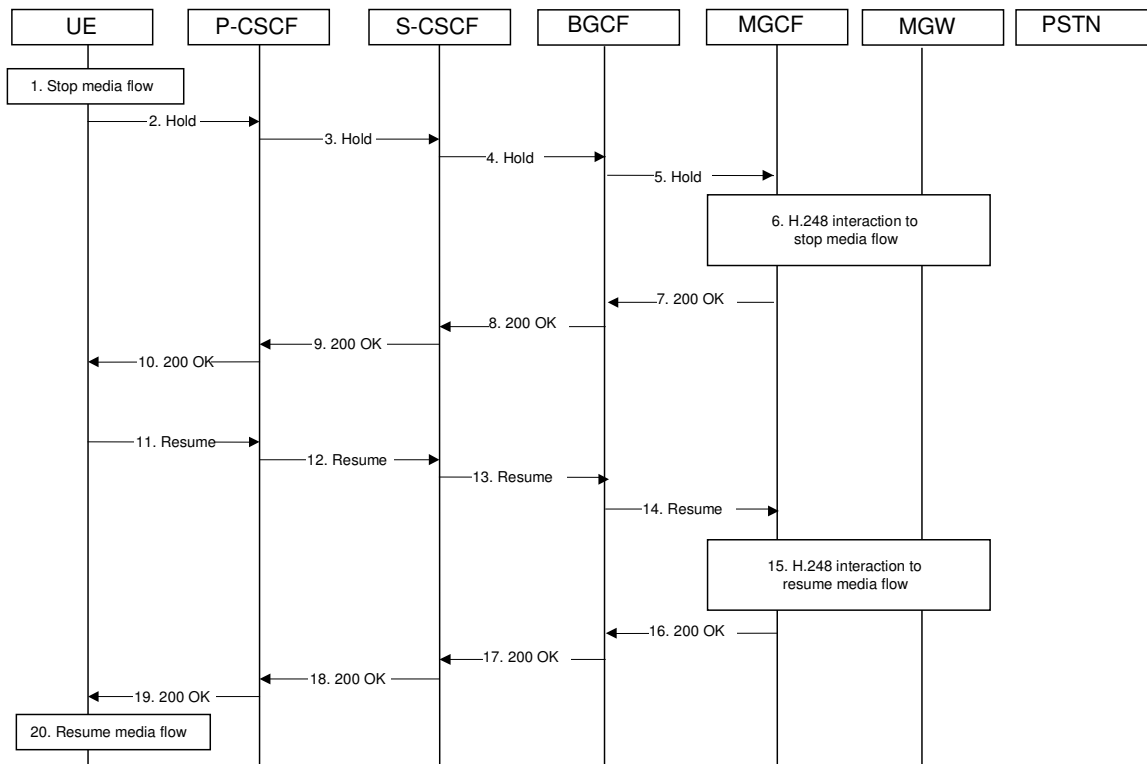 UE
P-CSCF
S-CSCF
BGCF
MGCF
MGW
PSTN
1. Stop media flow
2. Hold
3. Hold
4. Hold
5. Hold
6. H.248 interaction to
stop media flow
7. 200 OK
8. 200 OK
9. 200 OK
10. 200 OK
11. Resume
12. Resume
13. Resume
14. Resume
15. H.248 interaction to
resume media flow
16. 200 OK
17. 200 OK
18. 200 OK
19. 200 OK
20. Resume media flow